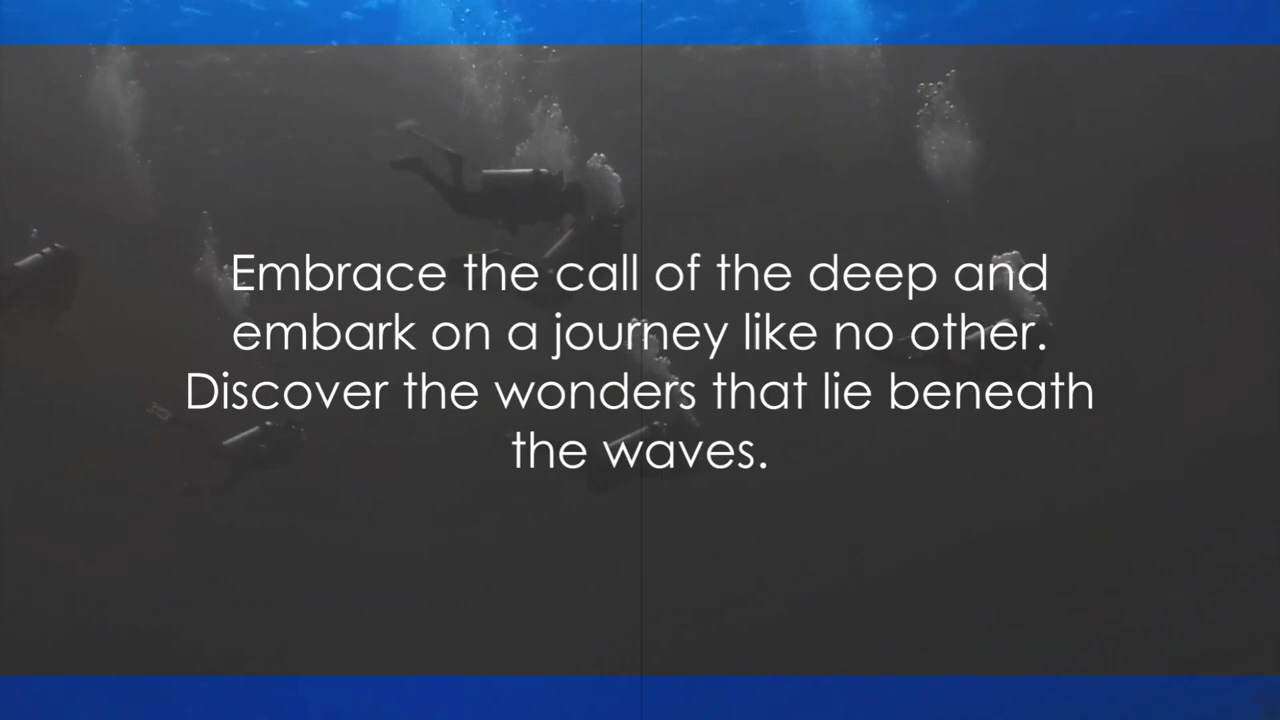 Embrace the call of the deep and
embark on a journey like no other.
Discover the wonders that lie beneath
the waves.